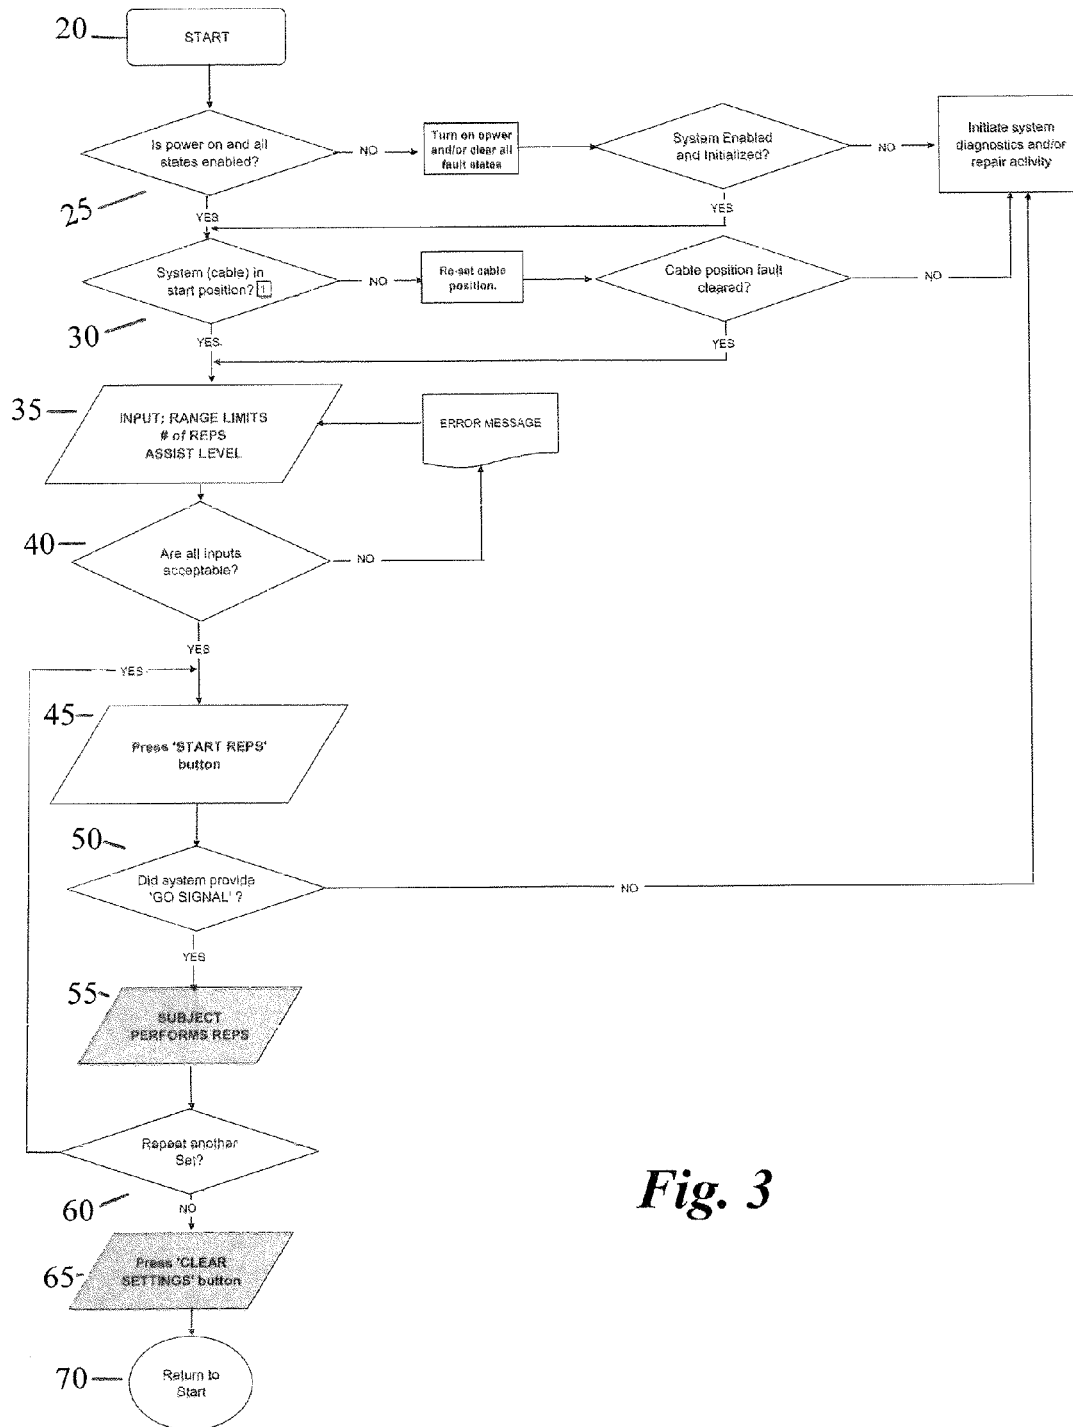 20
START
Is power on and all
states enabled?
NO
Turn on power
and/or clear all
fault states
System Enabled
and Initialized?
NO
Initiate system
diagnostics and/or
repair activity
25
YES
YES
System (cable) in
start position? 1
NO
Re-set cable
position.
Cable position fault
cleared?
NO
30
YES
YES
35
INPUT: RANGE LIMITS
# of REPS
ASSIST LEVEL
ERROR MESSAGE
40
Are all inputs
acceptable?
NO
YES
YES
45
Press 'START REPS'
button
50
Did system provide
'GO SIGNAL' ?
NO
YES
55
SUBJECT
PERFORMS REPS
Repeat another
Set?
60
NO
Fig. 3
65
Press 'CLEAR
SETTINGS' button
70
Return to
Start